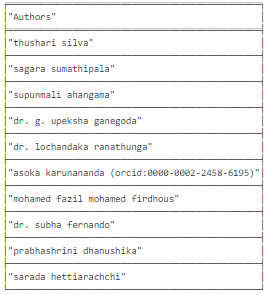 "Authors"
"thushari silva"
"sagara sumathipala"
"supunmali ahangama"
"dr. g. upeksha ganegoda"
"dr. lochandaka ranathunga"
"asoka karunananda (orcid:0000-0002-2458-6195)"
"mohamed fazil mohamed firdhous"
"dr. subha fernando"
"prabhashrini dhanushika"
"sarada hettiarachchi"